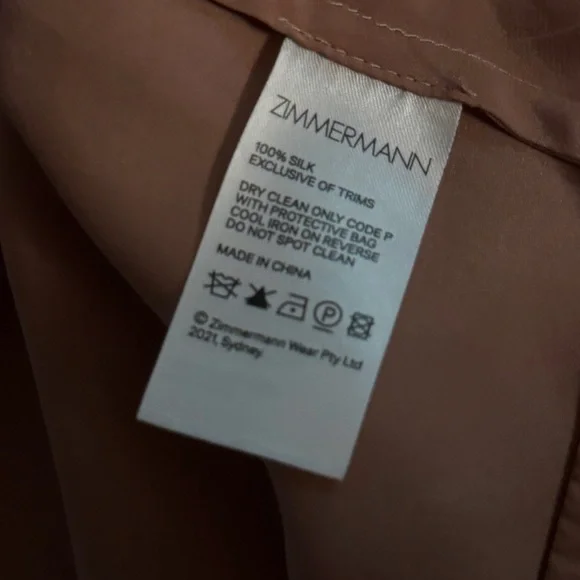 ZIMMERMANN
100% SILK
EXCLUSIVE OF TRIMS
DRY CLEAN ONLY CODE P
WITH PROTECTIVE BAG
COOL IRON ON REVERSE
DO NOT SPOT CLEAN
MADE IN CHINA
P
© Zimmermann Wear Pty Ltd
2021, Sydney.